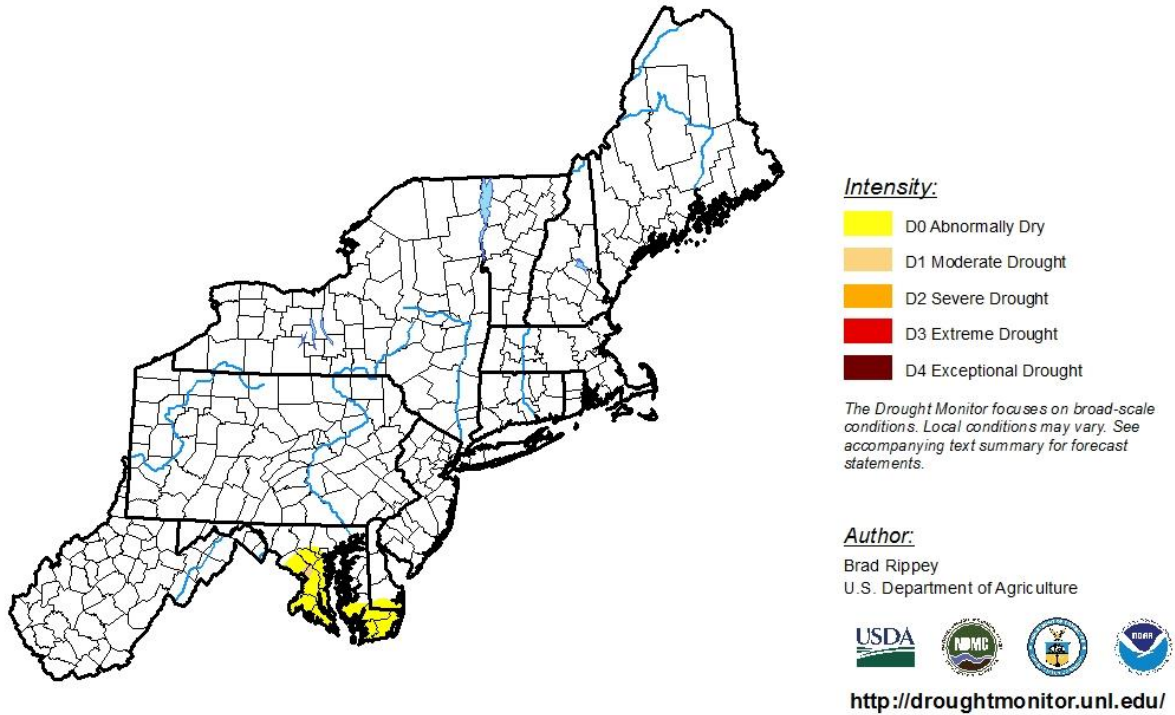 Intensity:
D0 Abnormally Dry
D1 Moderate Drought
D2 Severe Drought
D3 Extreme Drought
D4 Exceptional Drought
The Drought Monitor focuses on broad-scale
conditions. Local conditions may vary. See
accompanying text summary for forecast
statements.
Author:
Brad Rippey
U.S. Department of Agriculture
USDA
NDMC
NOAA
http://droughtmonitor.unl.edu/